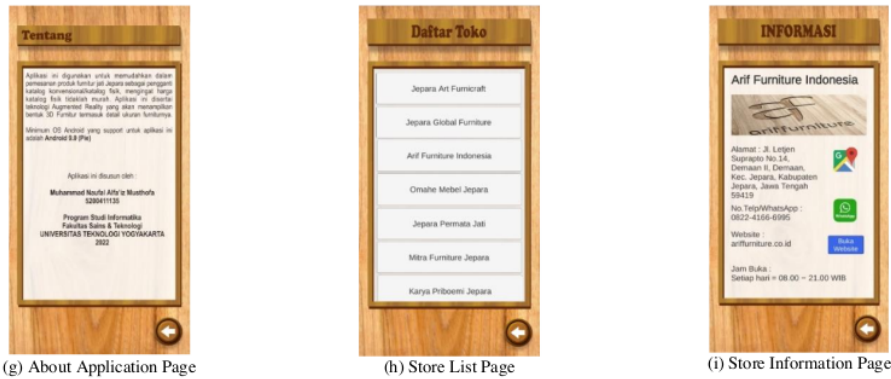 Tentang
Aplikasi ini digunakan untuk memudahkan dalam
pemesanan produk furnitur jati Jepara sebagai pengganti
katalog konvensional/katalog fisik, mengingat harga
katalog fisik tidaklah murah. Aplikasi ini disertai
teknologi Augmented Reality yang akan menampilkan
bentuk 3D Furnitur termasuk detail ukuran furniturnya.
Minimum OS Android yang support untuk aplikasi ini
adalah Android 9.0 (Pie)
Aplikasi ini disusun oleh :
Muhammad Naufal Alfa'iz Musthofa
5200411135
Program Studi Informatika
Fakultas Sains & Teknologi
UNIVERSITAS TEKNOLOGI YOGYAKARTA
2022
(g) About Application Page
Daftar Toko
Jepara Art Furnicraft
Jepara Global Furniture
Arif Furniture Indonesia
Omahe Mebel Jepara
Jepara Permata Jati
Mitra Furniture Jepara
Karya Priboemi Jepara
(h) Store List Page
INFORMASI
Arif Furniture Indonesia
ariffurniture
Alamat : Jl. Letjen
Suprapto No.14,
Demaan II, Demaan,
Kec. Jepara, Kabupaten
Jepara, Jawa Tengah
59419
No.Telp/WhatsApp :
0822-4166-6995
WhatsApp
Website :
ariffurniture.co.id
Buka
Website
Jam Buka :
Setiap hari = 08.00 ~ 21.00 WIB
(i) Store Information Page